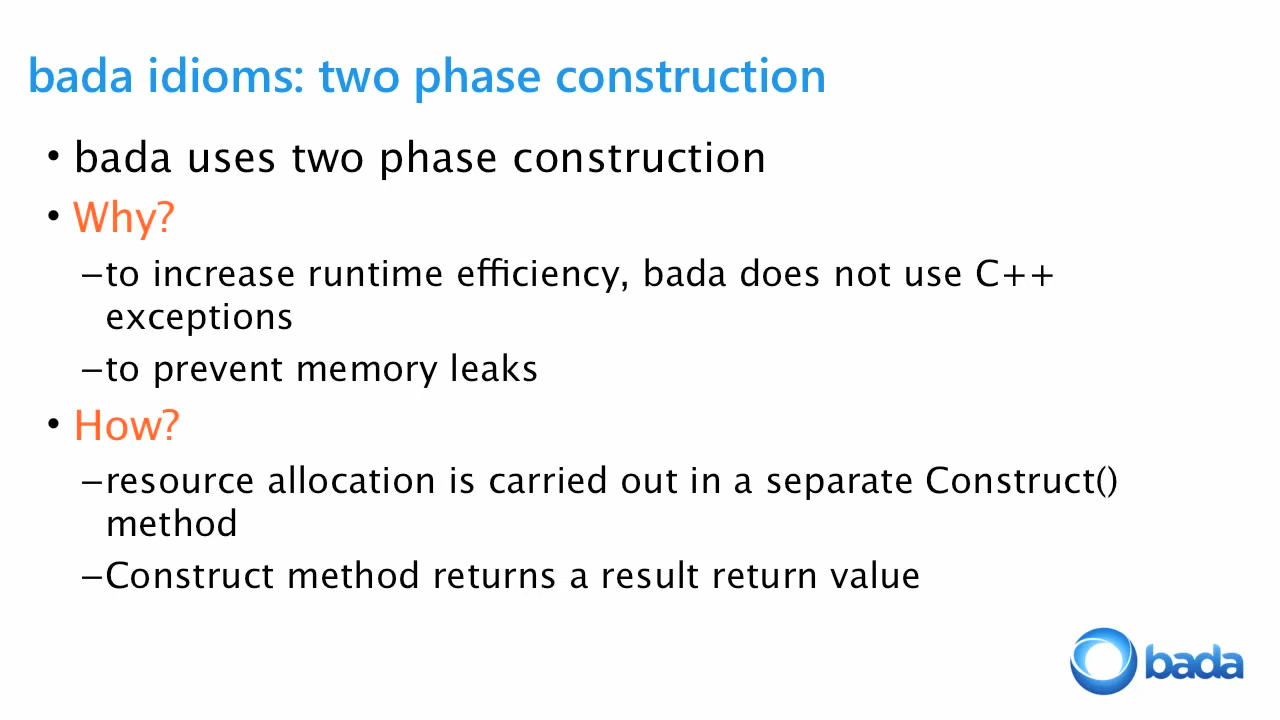 bada idioms: two phase construction
• bada uses two phase construction
• Why?
–to increase runtime efficiency, bada does not use C++
exceptions
–to prevent memory leaks
• How?
–resource allocation is carried out in a separate Construct()
method
–Construct method returns a result return value
bada